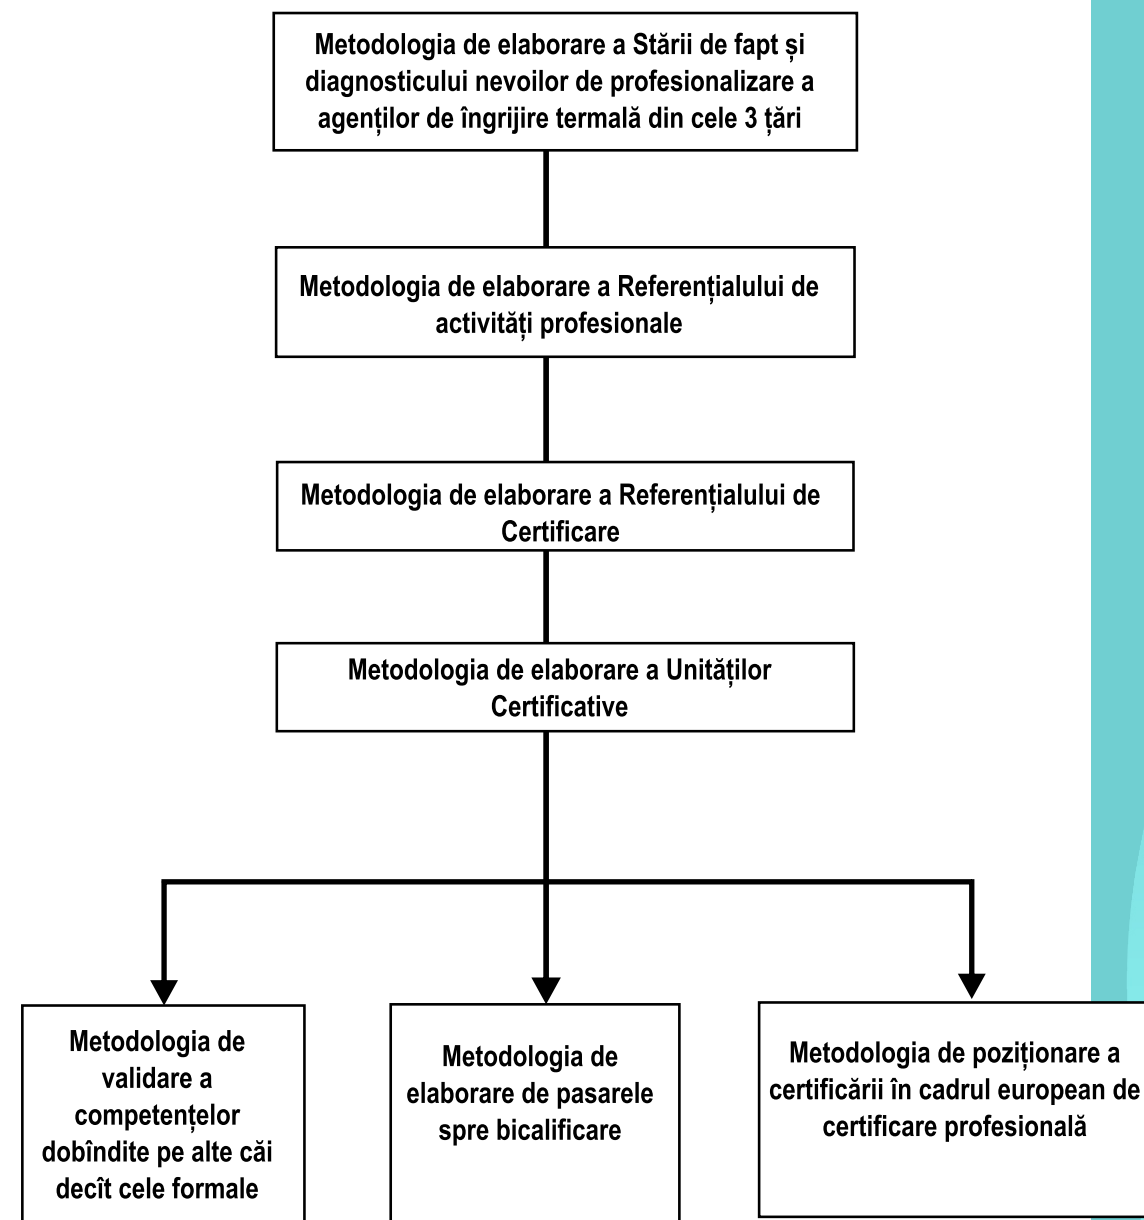 Metodologia de elaborare a Stării de fapt și
diagnosticului nevoilor de profesionalizare a
agenților de îngrijire termală din cele 3 țări
Metodologia de elaborare a Referențialului de
activități profesionale
Metodologia de elaborare a Referențialului de
Certificare
Metodologia de elaborare a Unităților
Certificative
Metodologia de
validare a
competențelor
dobîndite pe alte căi
decît cele formale
Metodologia de
elaborare de pasarele
spre bicalificare
Metodologia de poziționare a
certificării în cadrul european de
certificare profesională